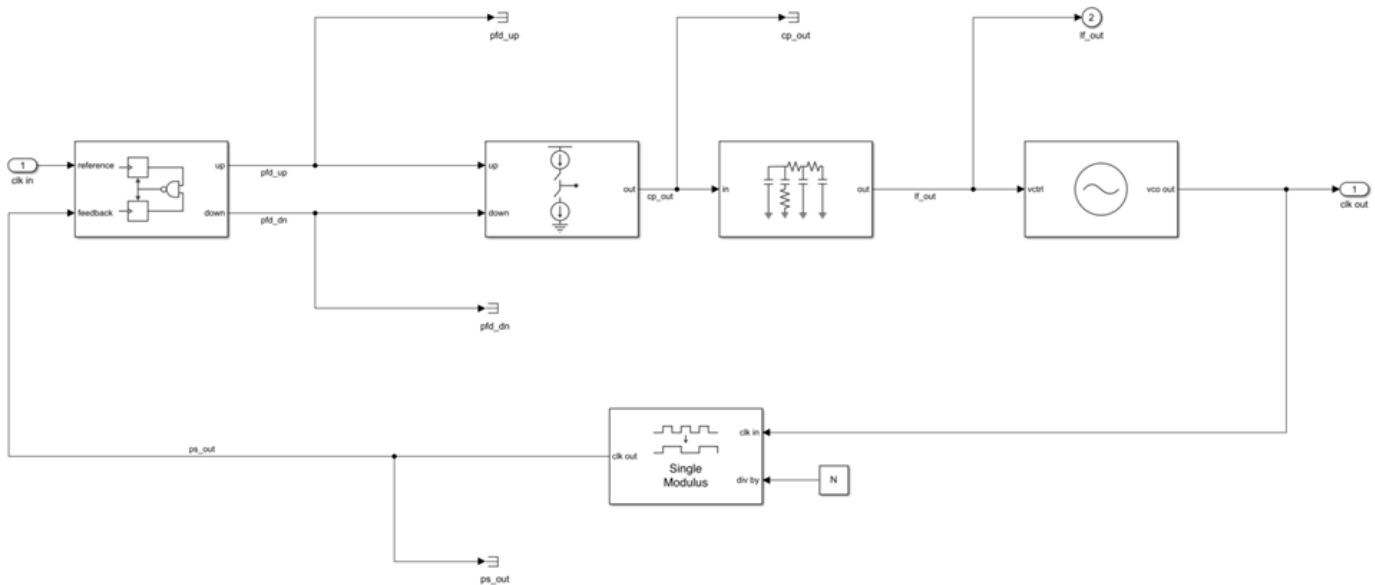 2
pfd_up
cp_out
lf_out
1
clk in
reference
feedback
up
down
pfd_up
pfd_dn
up
down
out
cp_out
in
out
lf_out
vctrl
vco out
1
clk out
pfd_dn
ps_out
clk out
Single
Modulus
clk in
div by
N
ps_out